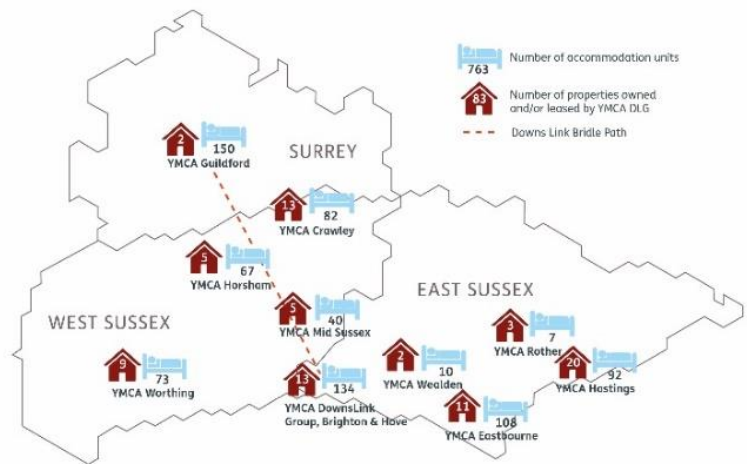 763
Number of accommodation units
83
Number of properties owned
and/or leased by YMCA DLG
Downs Link Bridle Path
2
150
YMCA Guildford
SURREY
13
82
YMCA Crawley
5
67
YMCA Horsham
5
40
YMCA Mid Sussex
EAST SUSSEX
WEST SUSSEX
3
7
YMCA Rother
9
73
YMCA Worthing
13
134
YMCA DownsLink
Group, Brighton & Hove
2
10
YMCA Wealden
20
92
YMCA Hastings
11
108
YMCA Eastbourne